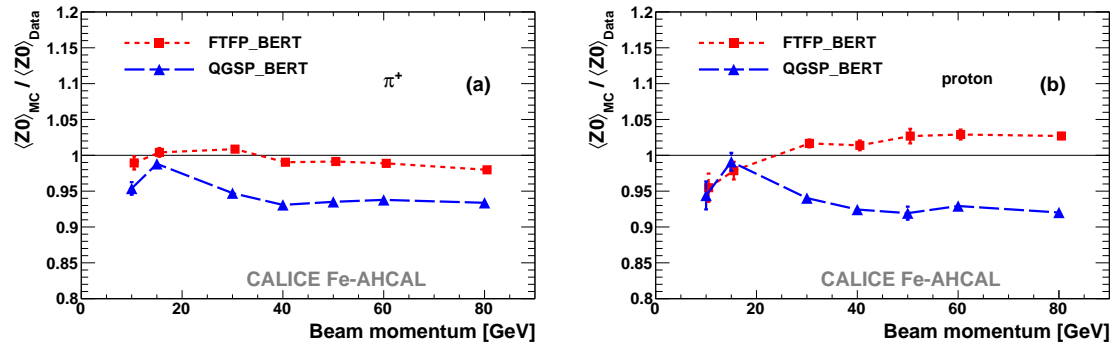 ⟨Z0⟩MC / ⟨Z0⟩Data
1.2
1.15
1.1
1.05
1
0.95
0.9
0.85
0.8
FTFP_BERT
QGSP_BERT
π+
(a)
CALICE Fe-AHCAL
0 20 40 60 80
Beam momentum [GeV]
⟨Z0⟩MC / ⟨Z0⟩Data
1.2
1.15
1.1
1.05
1
0.95
0.9
0.85
0.8
FTFP_BERT
QGSP_BERT
proton
(b)
CALICE Fe-AHCAL
0 20 40 60 80
Beam momentum [GeV]